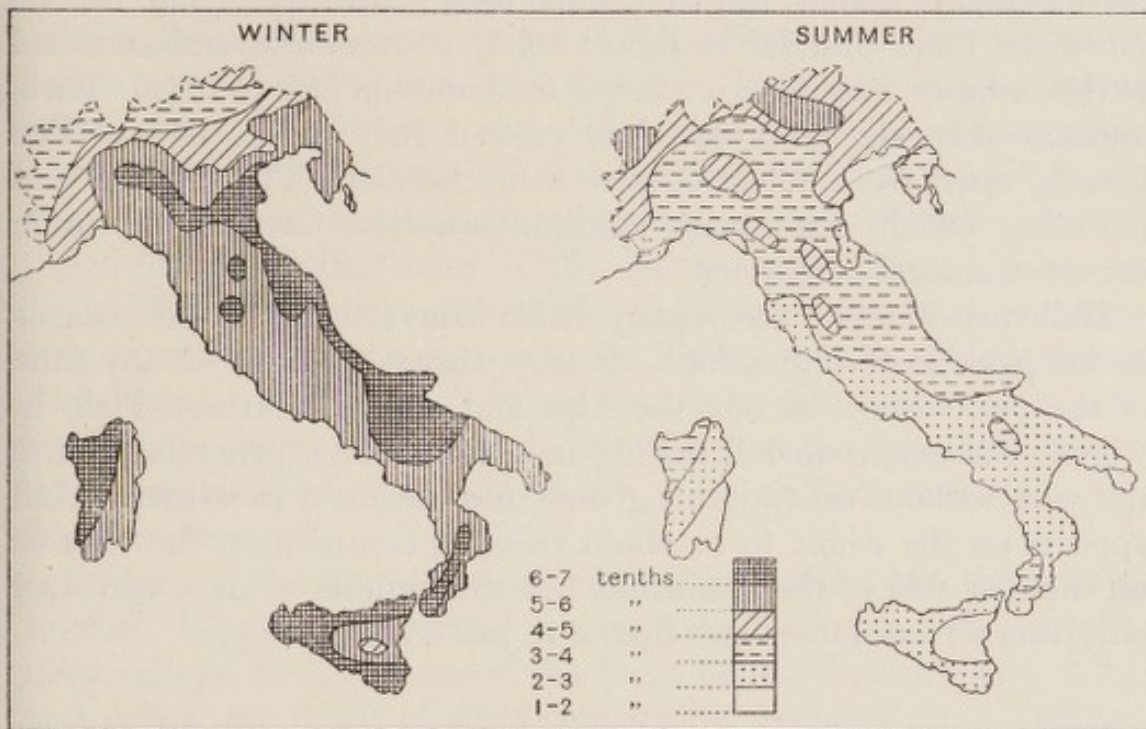 WINTER
SUMMER
6-7 tenths
5-6 " ........
4-5 " ........
3-4 " ........
2-3 " ........
1-2 " ........